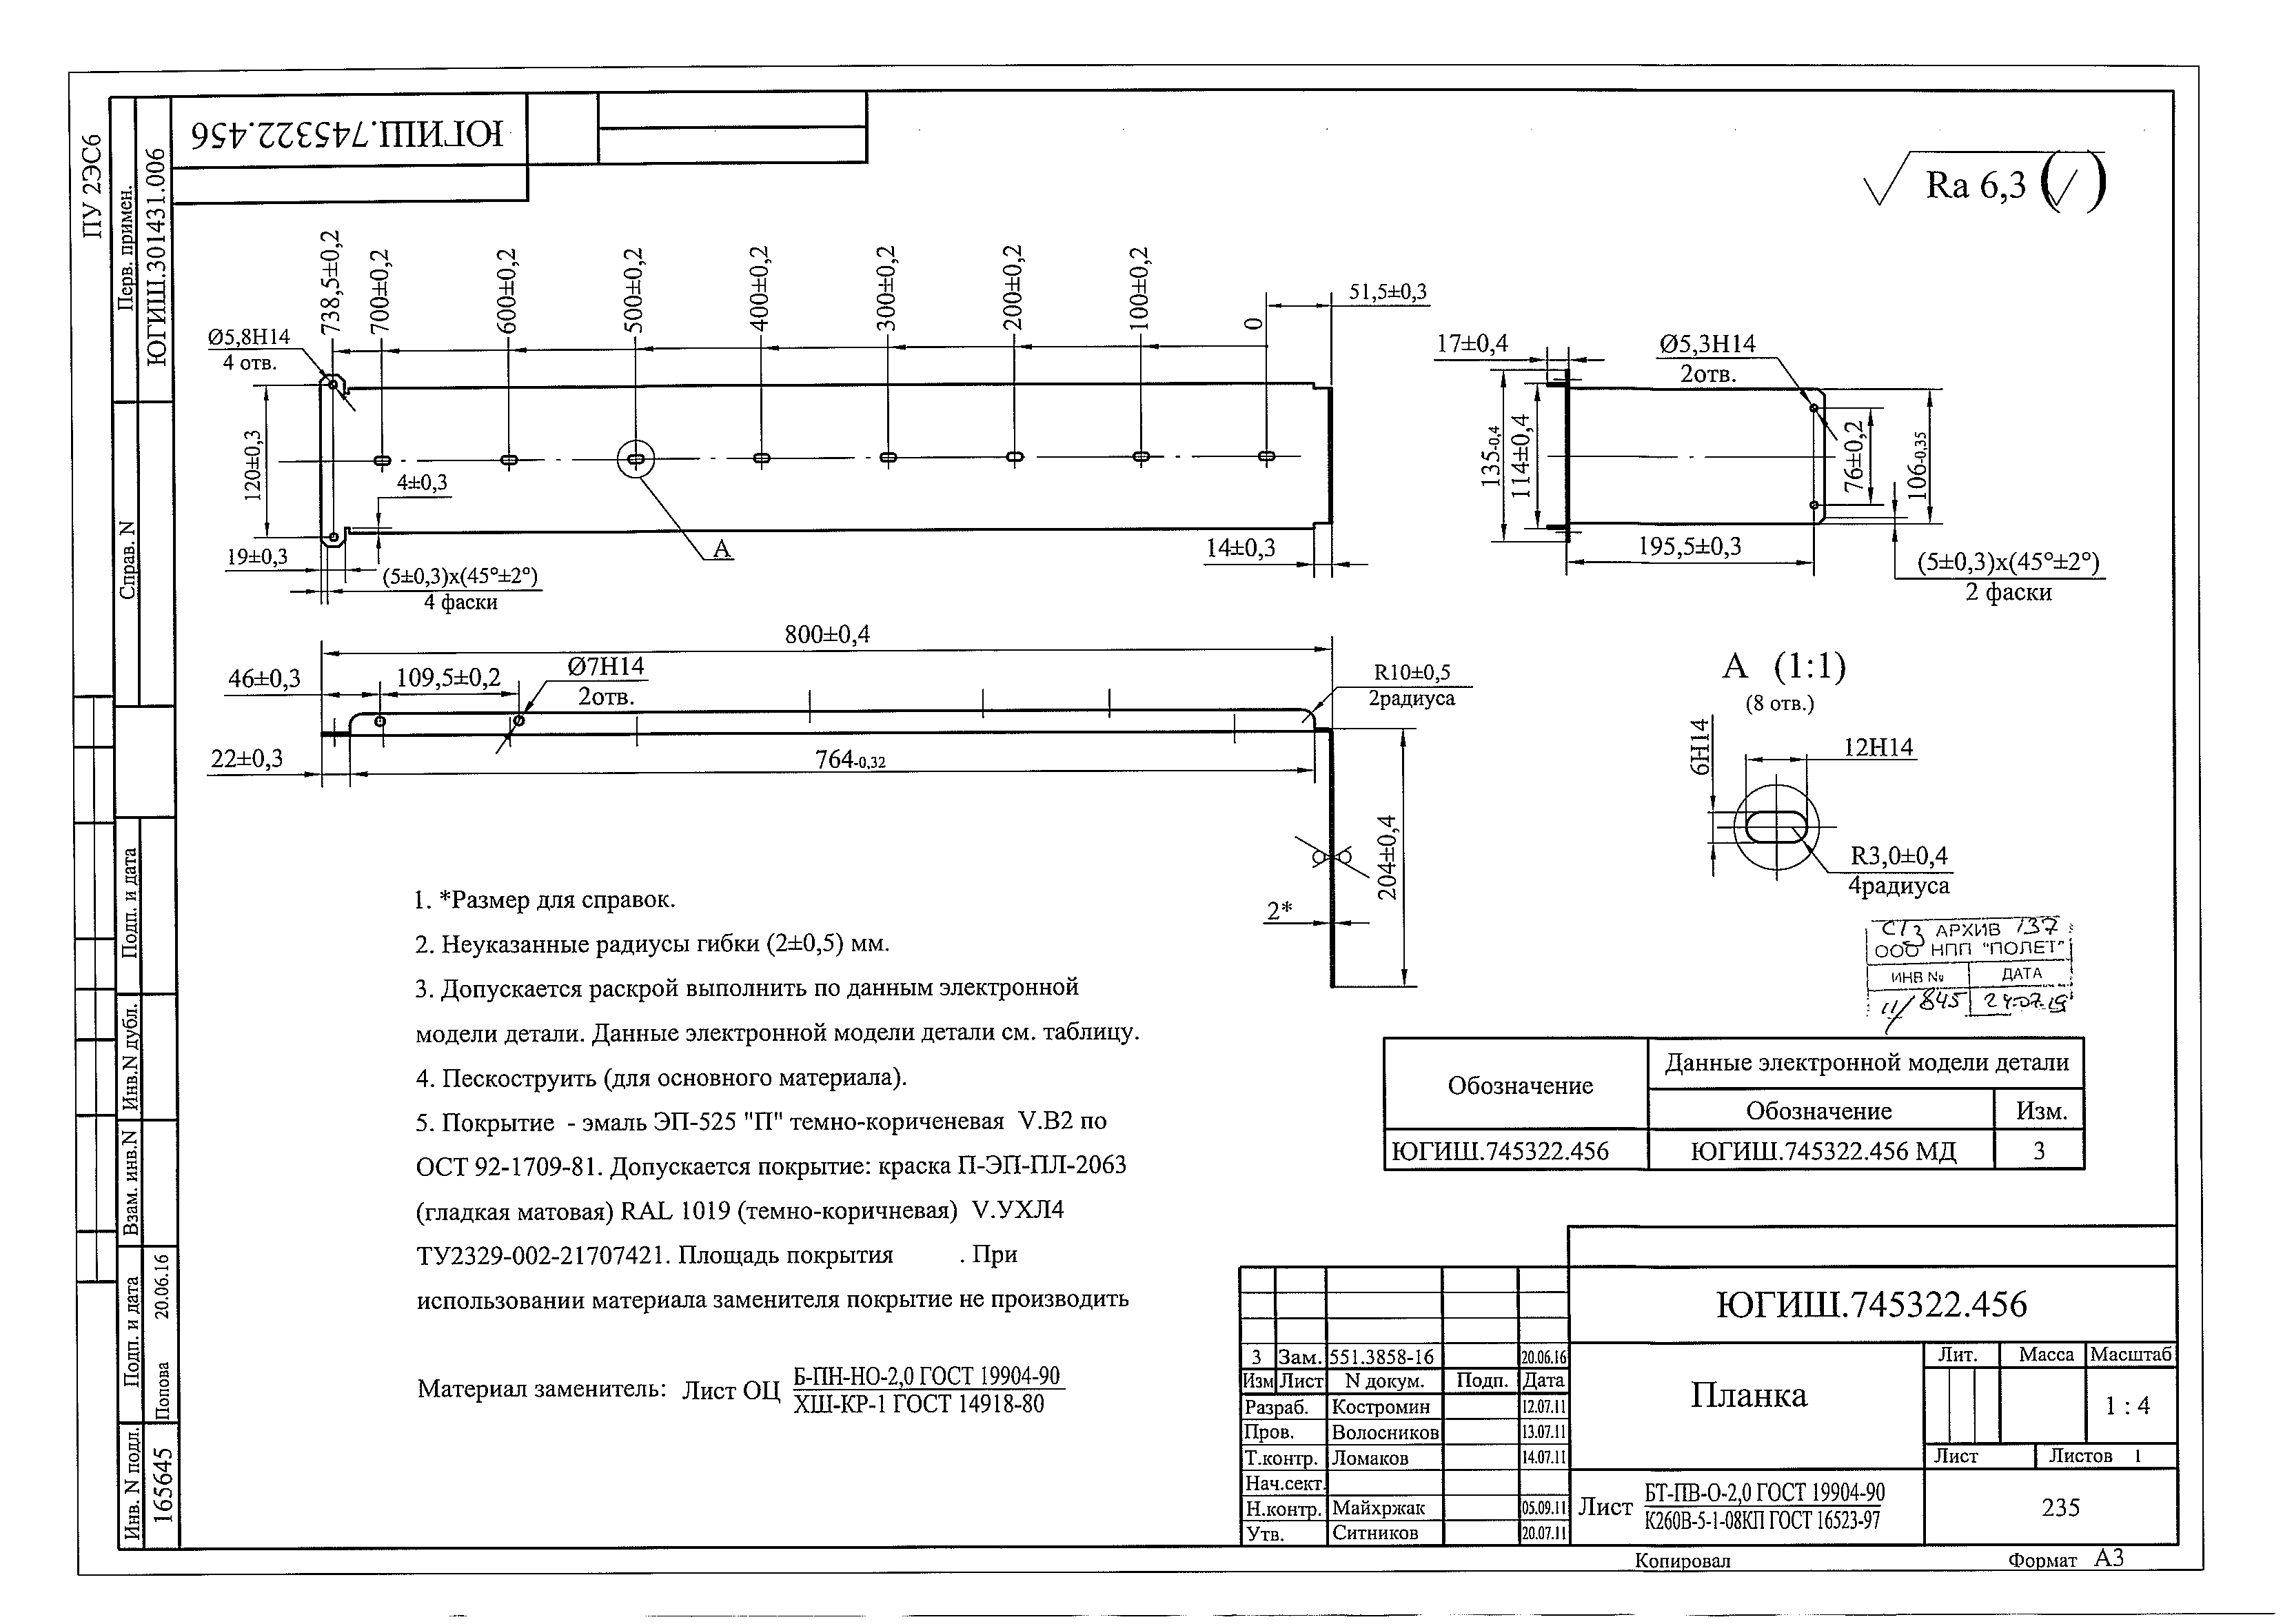 ПУ 2ЭС6
Перв. примен.
ЮГИШ.301431.006
Справ. N
Подп. и дата
Инв.N дубл.
Взам. инв.N
Подп. и дата
Попова 20.06.16
Инв. N подл.
165645
ЮГИШ.745322.456
Ra 6,3
738,5±0,2
700±0,2
600±0,2
500±0,2
400±0,2
300±0,2
200±0,2
100±0,2
0
51,5±0,3
Ø5,8H14
4 отв.
120±0,3
4±0,3
19±0,3
(5±0,3)x(45°±2°)
4 фаски
А
14±0,3
17±0,4
Ø5,3H14
2отв.
135-0,4
114±0,4
76±0,2
106-0,35
195,5±0,3
(5±0,3)x(45°±2°)
2 фаски
800±0,4
46±0,3
109,5±0,2
Ø7H14
2отв.
R10±0,5
2радиуса
22±0,3
764-0,32
204±0,4
2*
А (1:1)
(8 отв.)
6H14
12H14
R3,0±0,4
4радиуса
СТЗ АРХИВ 137
ООО НПП "ПОЛЕТ"
ИНВ № ДАТА
11/845 24.07.19
1. *Размер для справок.
2. Неуказанные радиусы гибки (2±0,5) мм.
3. Допускается раскрой выполнить по данным электронной
модели детали. Данные электронной модели детали см. таблицу.
4. Пескоструить (для основного материала).
5. Покрытие - эмаль ЭП-525 "П" темно-кориченевая V.B2 по
ОСТ 92-1709-81. Допускается покрытие: краска П-ЭП-ПЛ-2063
(гладкая матовая) RAL 1019 (темно-коричневая) V.УХЛ4
ТУ2329-002-21707421. Площадь покрытия . При
использовании материала заменителя покрытие не производить
Материал заменитель: Лист ОЦ Б-ПН-НО-2,0 ГОСТ 19904-90
ХШ-КР-1 ГОСТ 14918-80
Обозначение
Данные электронной модели детали
Обозначение Изм.
ЮГИШ.745322.456 ЮГИШ.745322.456 МД 3
ЮГИШ.745322.456
3 Зам. 551.3858-16 20.06.16
Изм Лист N докум. Подп. Дата
Разраб. Костромин 12.07.11
Пров. Волосников 13.07.11
Т.контр. Ломаков 14.07.11
Нач.сект.
Н.контр. Майхржак 05.09.11
Утв. Ситников 20.07.11
Планка
Лит. Масса Масштаб
1 : 4
Лист Листов 1
Лист БТ-ПВ-О-2,0 ГОСТ 19904-90
К260В-5-1-08КП ГОСТ 16523-97
235
Копировал Формат А3